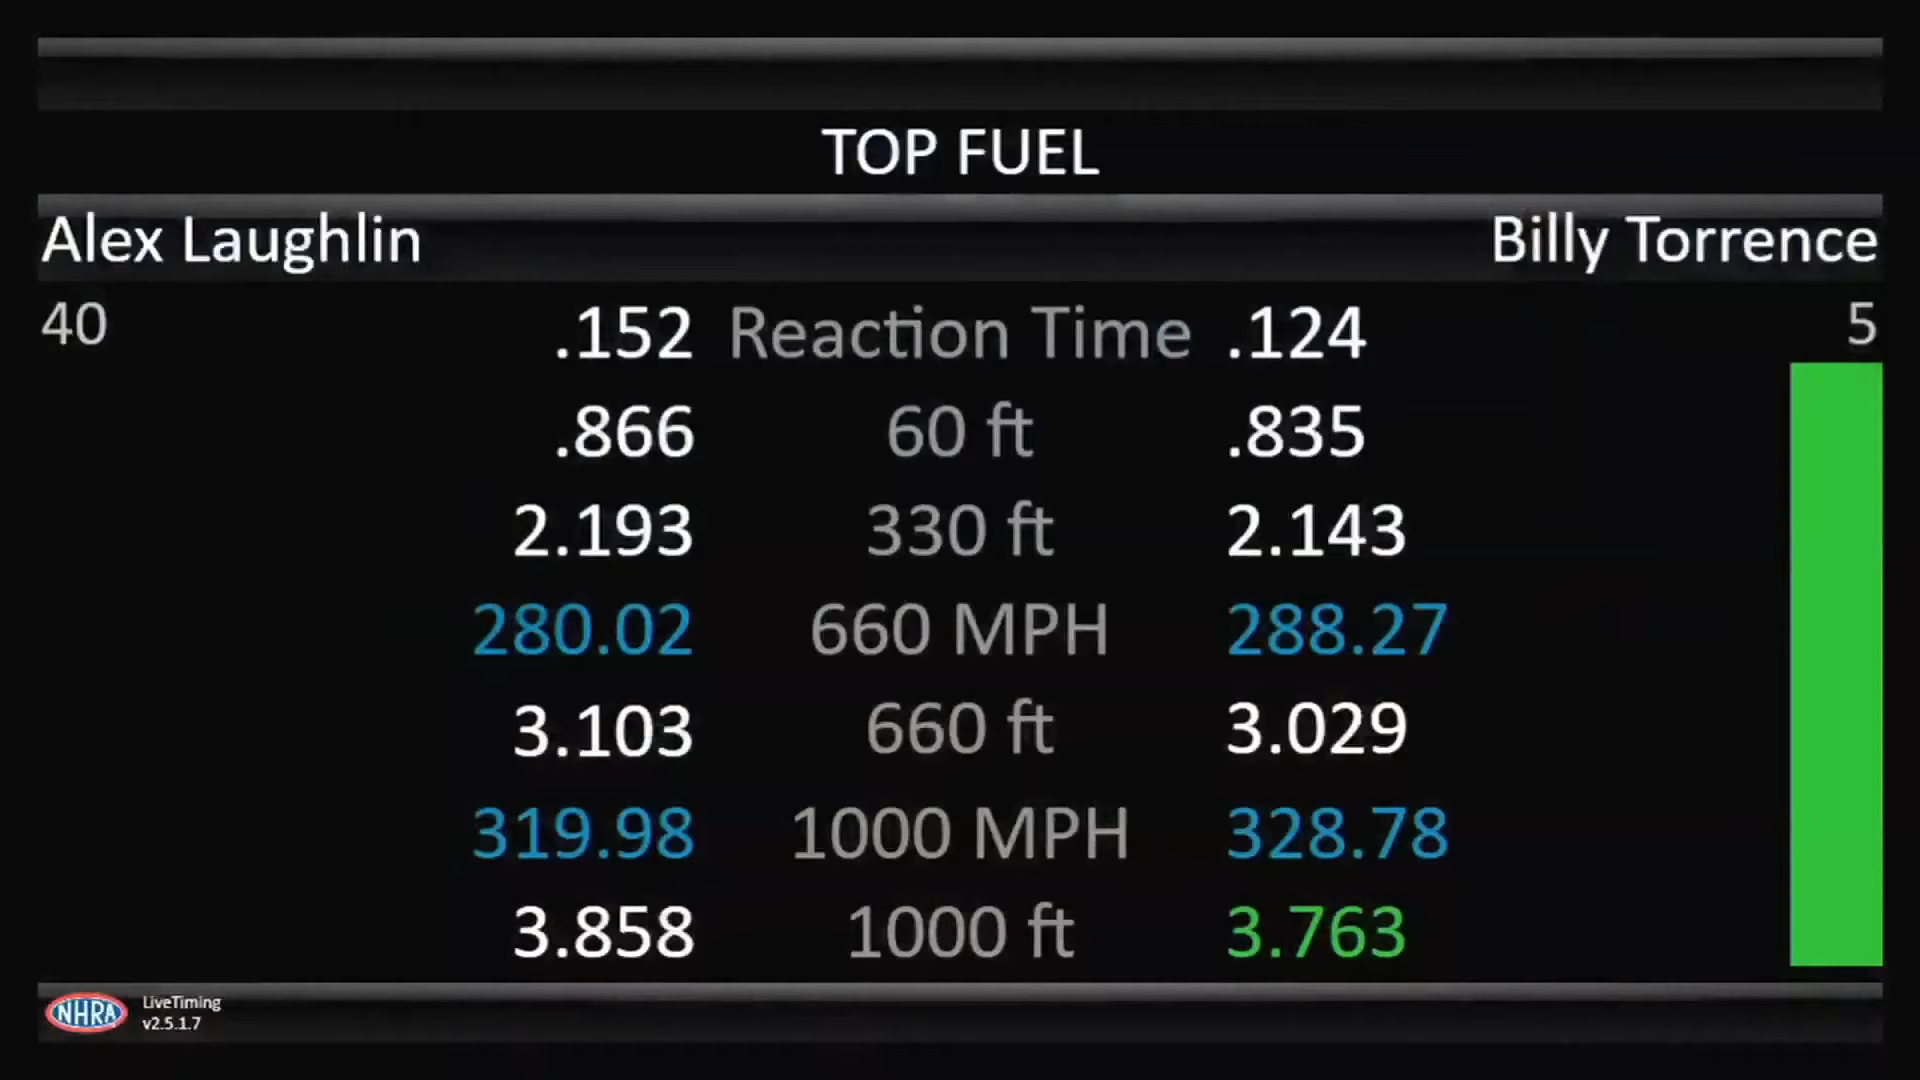 TOP FUEL
Alex Laughlin Billy Torrence
40 .152 Reaction Time .124 5
.866 60 ft .835
2.193 330 ft 2.143
280.02 660 MPH 288.27
3.103 660 ft 3.029
319.98 1000 MPH 328.78
3.858 1000 ft 3.763
NHRA LiveTiming
v2.5.1.7